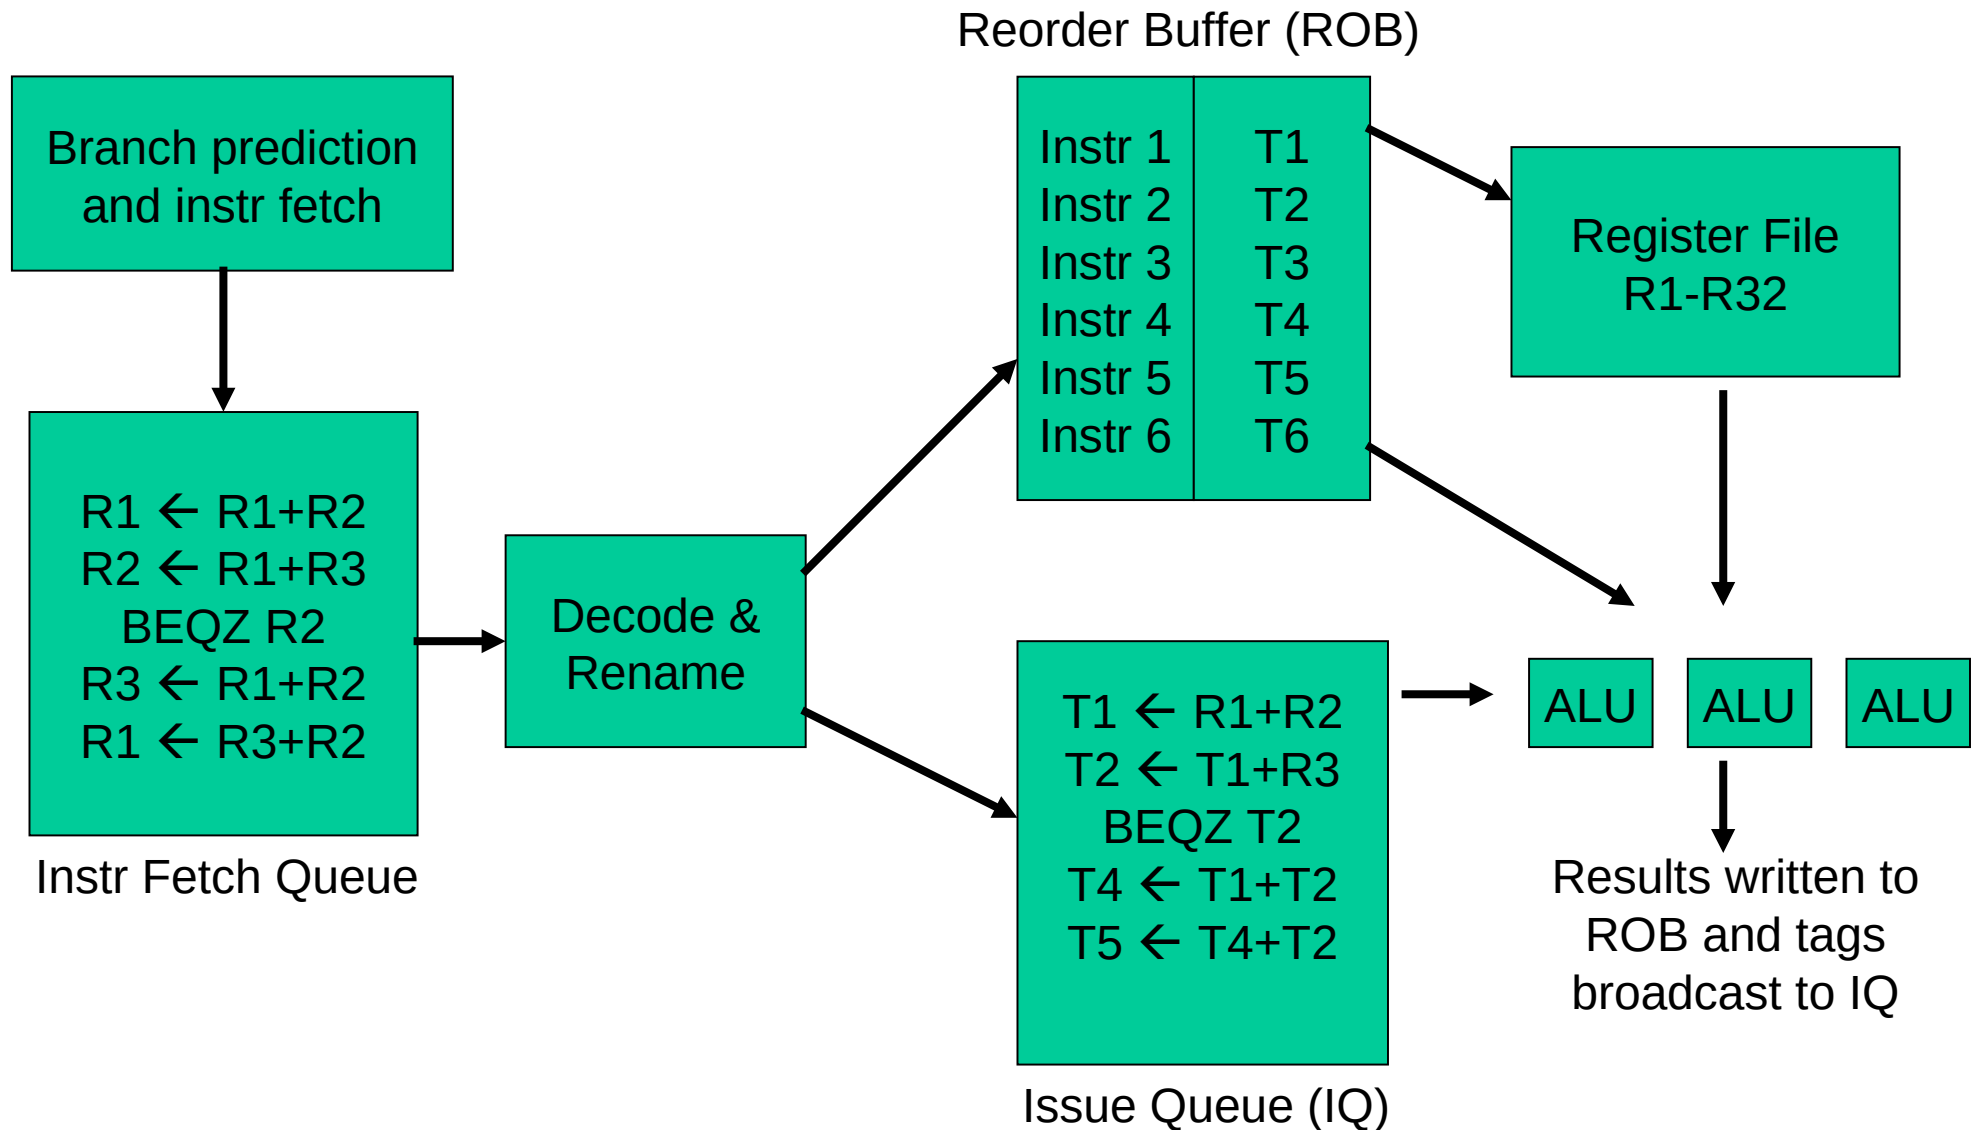 Reorder Buffer (ROB)
Branch prediction
and instr fetch
Instr 1 T1
Instr 2 T2
Instr 3 T3
Instr 4 T4
Instr 5 T5
Instr 6 T6
Register File
R1-R32
R1 ← R1+R2
R2 ← R1+R3
BEQZ R2
R3 ← R1+R2
R1 ← R3+R2
Instr Fetch Queue
Decode &
Rename
T1 ← R1+R2
T2 ← T1+R3
BEQZ T2
T4 ← T1+T2
T5 ← T4+T2
Issue Queue (IQ)
ALU ALU ALU
Results written to
ROB and tags
broadcast to IQ